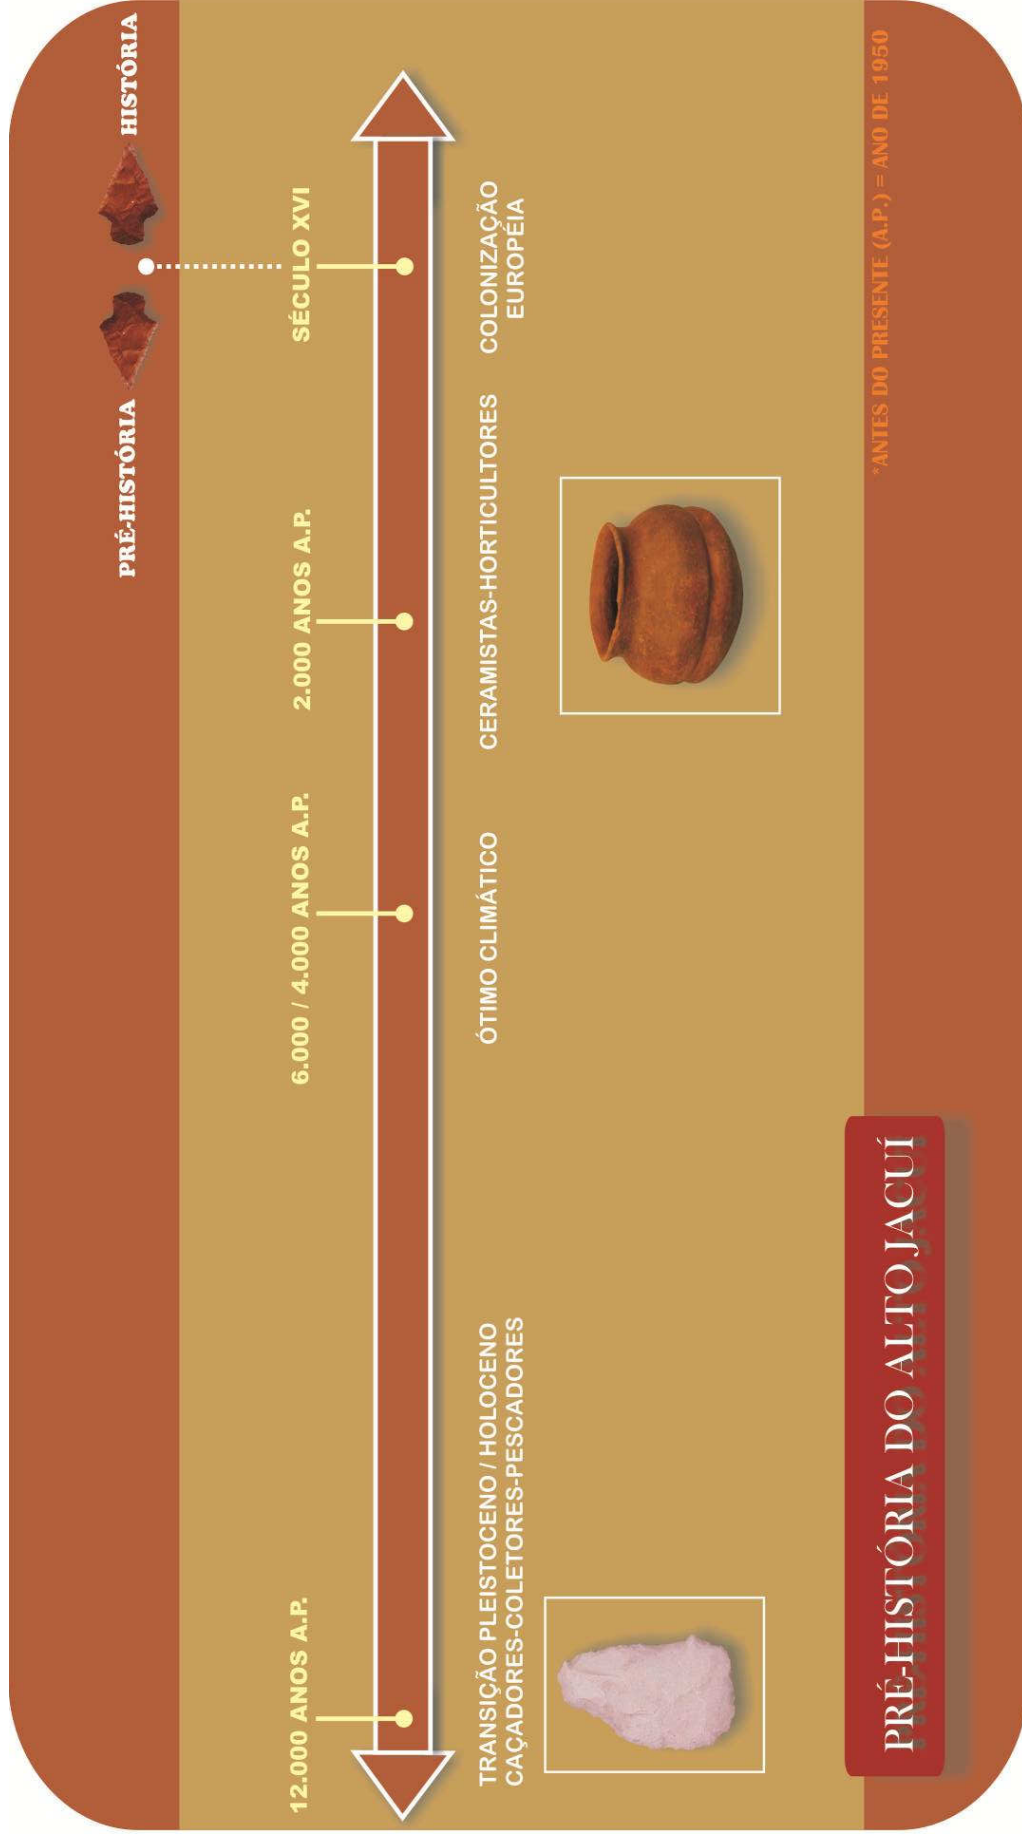 PRÉ-HISTÓRIA
HISTÓRIA
12.000 ANOS A.P.
6.000 / 4.000 ANOS A.P.
2.000 ANOS A.P.
SÉCULO XVI
TRANSIÇÃO PLEISTOCENO / HOLOCENO
CAÇADORES-COLETORES-PESCADORES
ÓTIMO CLIMÁTICO
CERAMISTAS-HORTICULTORES
COLONIZAÇÃO
EUROPÉIA
PRÉ-HISTÓRIA DO ALTO JACUÍ
*ANTES DO PRESENTE (A.P.) = ANO DE 1950